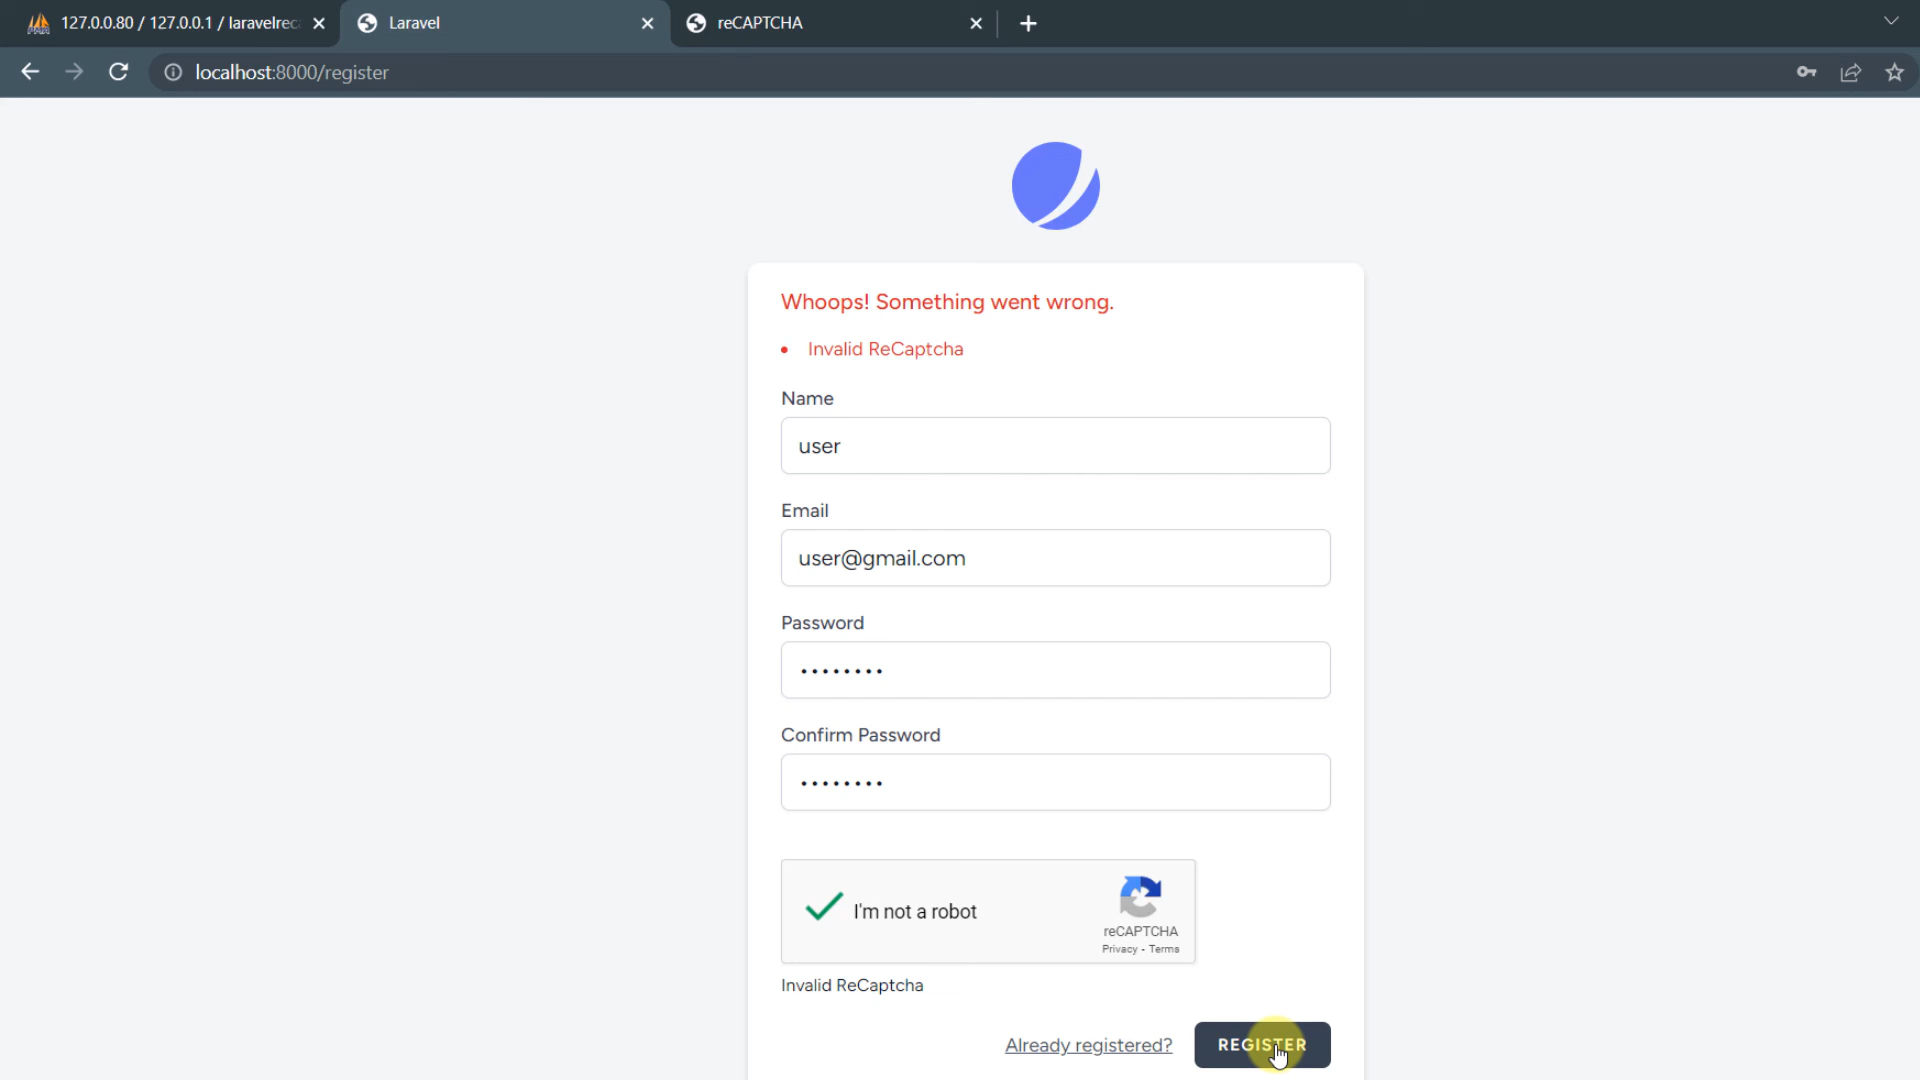 127.0.0.80 / 127.0.0.1 / laravelrec
Laravel
reCAPTCHA
localhost:8000/register
Whoops! Something went wrong.
Invalid ReCaptcha
Name
user
Email
user@gmail.com
Password
••••••••
Confirm Password
••••••••
I'm not a robot
reCAPTCHA
Privacy - Terms
Invalid ReCaptcha
Already registered?
REGISTER